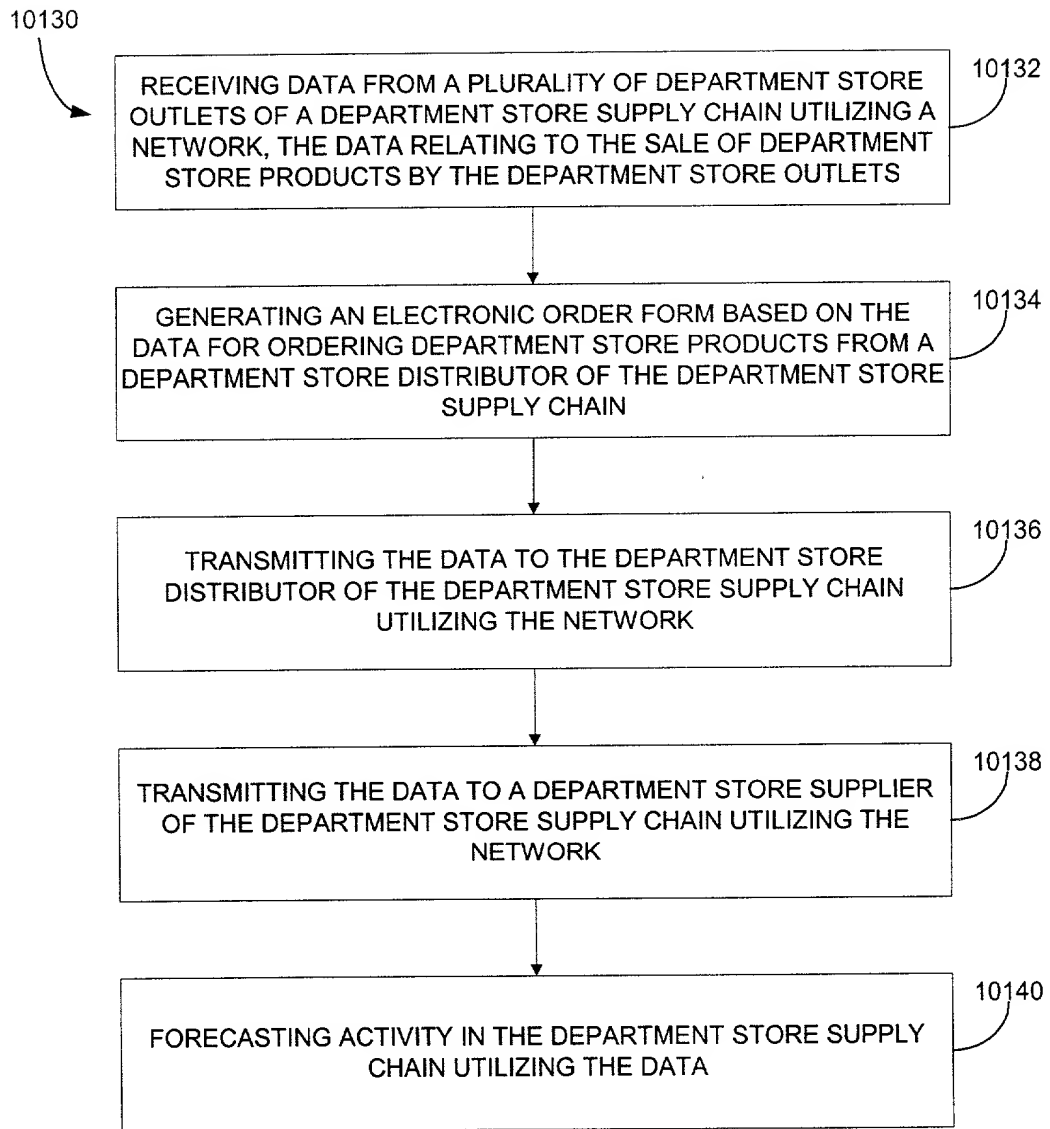 10130
RECEIVING DATA FROM A PLURALITY OF DEPARTMENT STORE
OUTLETS OF A DEPARTMENT STORE SUPPLY CHAIN UTILIZING A
NETWORK, THE DATA RELATING TO THE SALE OF DEPARTMENT
STORE PRODUCTS BY THE DEPARTMENT STORE OUTLETS
10132
GENERATING AN ELECTRONIC ORDER FORM BASED ON THE
DATA FOR ORDERING DEPARTMENT STORE PRODUCTS FROM A
DEPARTMENT STORE DISTRIBUTOR OF THE DEPARTMENT STORE
SUPPLY CHAIN
10134
TRANSMITTING THE DATA TO THE DEPARTMENT STORE
DISTRIBUTOR OF THE DEPARTMENT STORE SUPPLY CHAIN
UTILIZING THE NETWORK
10136
TRANSMITTING THE DATA TO A DEPARTMENT STORE SUPPLIER
OF THE DEPARTMENT STORE SUPPLY CHAIN UTILIZING THE
NETWORK
10138
FORECASTING ACTIVITY IN THE DEPARTMENT STORE SUPPLY
CHAIN UTILIZING THE DATA
10140